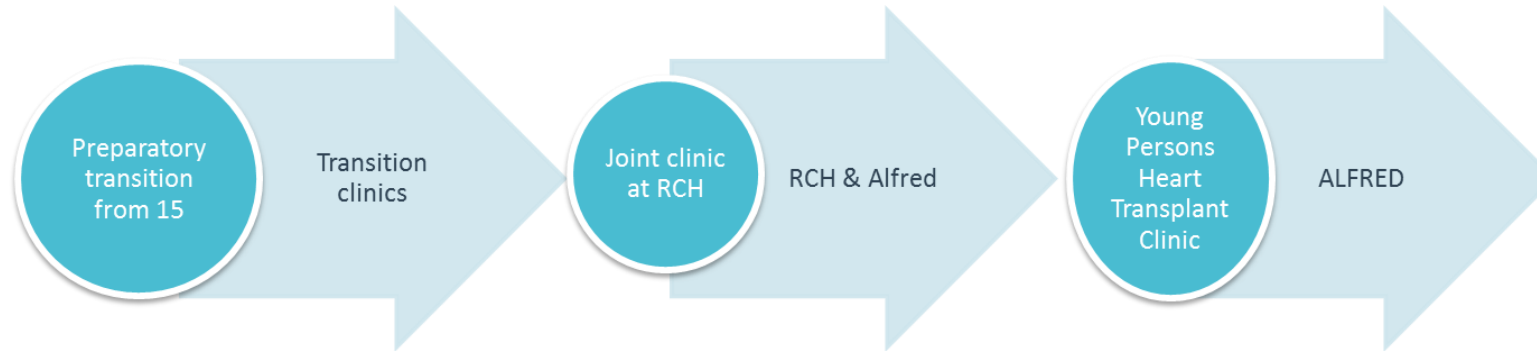 Preparatory
transition
from 15
Transition
clinics
Joint clinic
at RCH
RCH & Alfred
Young
Persons
Heart
Transplant
Clinic
ALFRED